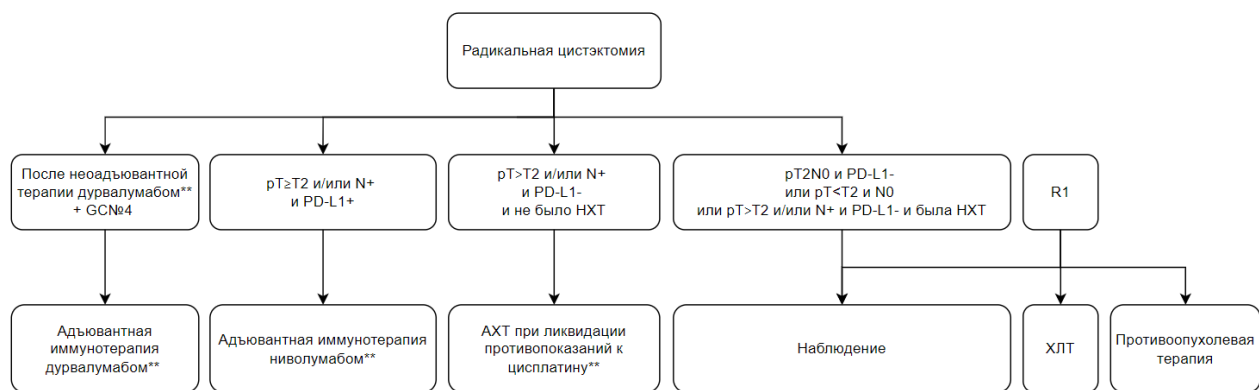 Радикальная цистэктомия
После неоадъювантной
терапии дурвалумабом**
+ GC№4
pT≥T2 и/или N+
и PD-L1+
pT>T2 и/или N+
и PD-L1-
и не было НХТ
pT2N0 и PD-L1-
или pT<T2 и N0
или pT>T2 и/или N+ и PD-L1- и была НХТ
R1
Адъювантная
иммунотерапия
дурвалумабом**
Адъювантная иммунотерапия
ниволумабом**
АХТ при ликвидации
противопоказаний к
цисплатину**
Наблюдение
ХЛТ
Противоопухолевая
терапия